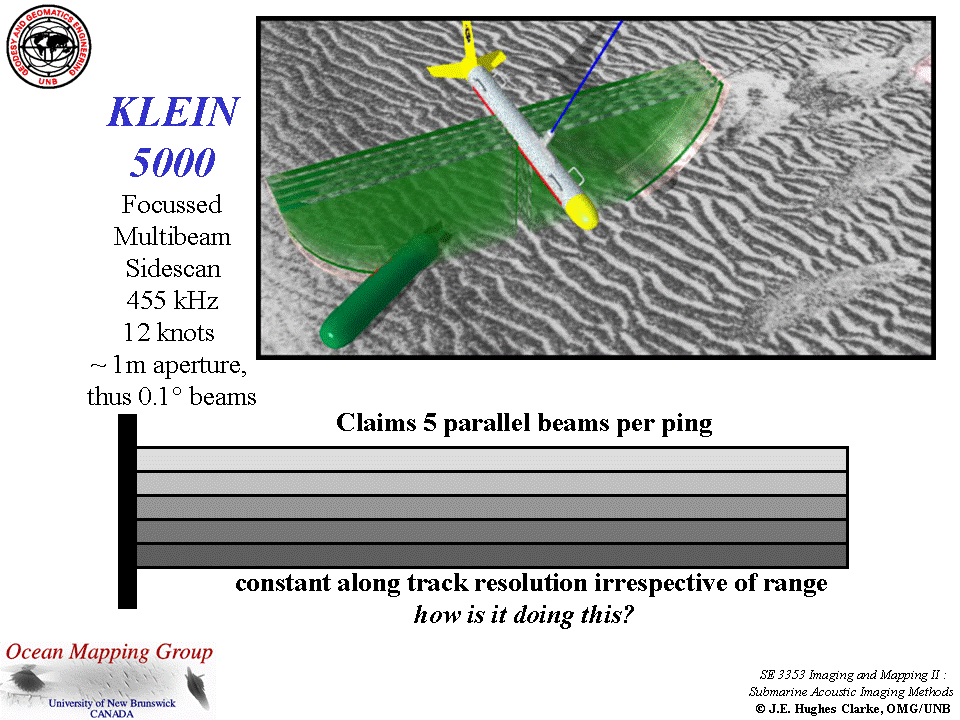 GEODESY AND GEOMATICS ENGINEERING
UNB
KLEIN
5000
Focussed
Multibeam
Sidescan
455 kHz
12 knots
~ 1m aperture,
thus 0.1° beams
Claims 5 parallel beams per ping
constant along track resolution irrespective of range
how is it doing this?
Ocean Mapping Group
University of New Brunswick
CANADA
SE 3353 Imaging and Mapping II :
Submarine Acoustic Imaging Methods
© J.E. Hughes Clarke, OMG/UNB